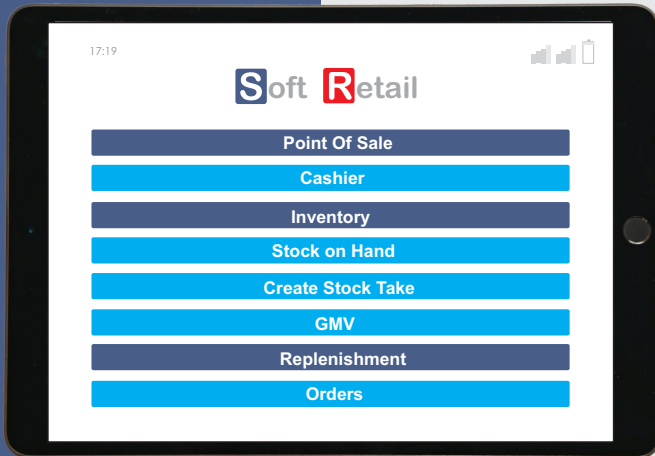 17:19
Soft Retail
Point Of Sale
Cashier
Inventory
Stock on Hand
Create Stock Take
GMV
Replenishment
Orders